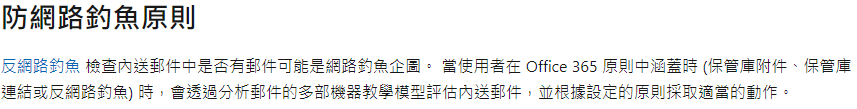 防網路釣魚原則
反網路釣魚 檢查內送郵件中是否有郵件可能是網路釣魚企圖。 當使用者在 Office 365 原則中涵蓋時 (保管庫附件、保管庫
連結或反網路釣魚) 時，會透過分析郵件的多部機器教學模型評估內送郵件，並根據設定的原則採取適當的動作。